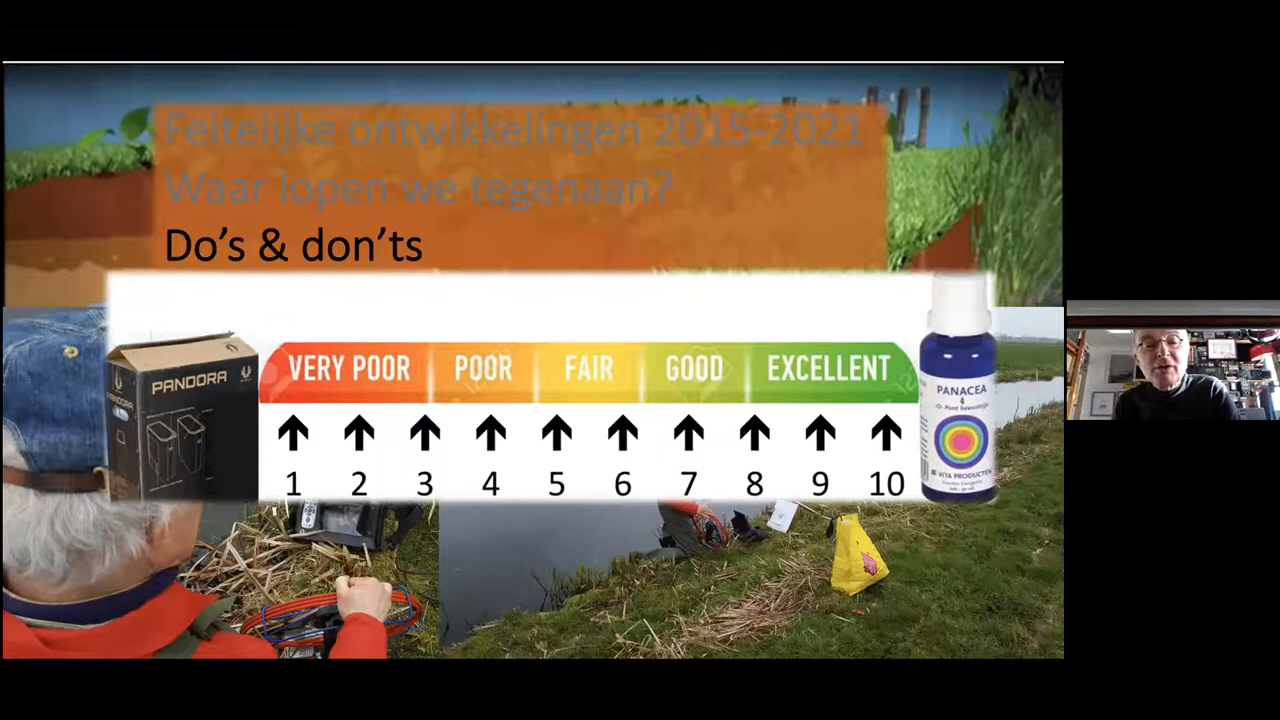 Feitelijke ontwikkelingen 2015-2021
Waar lopen we tegenaan?
Do's & don'ts
PANDORA
VERY POOR POOR FAIR GOOD EXCELLENT
1 2 3 4 5 6 7 8 9 10
PANACEA
4
VITA PRODUCTEN